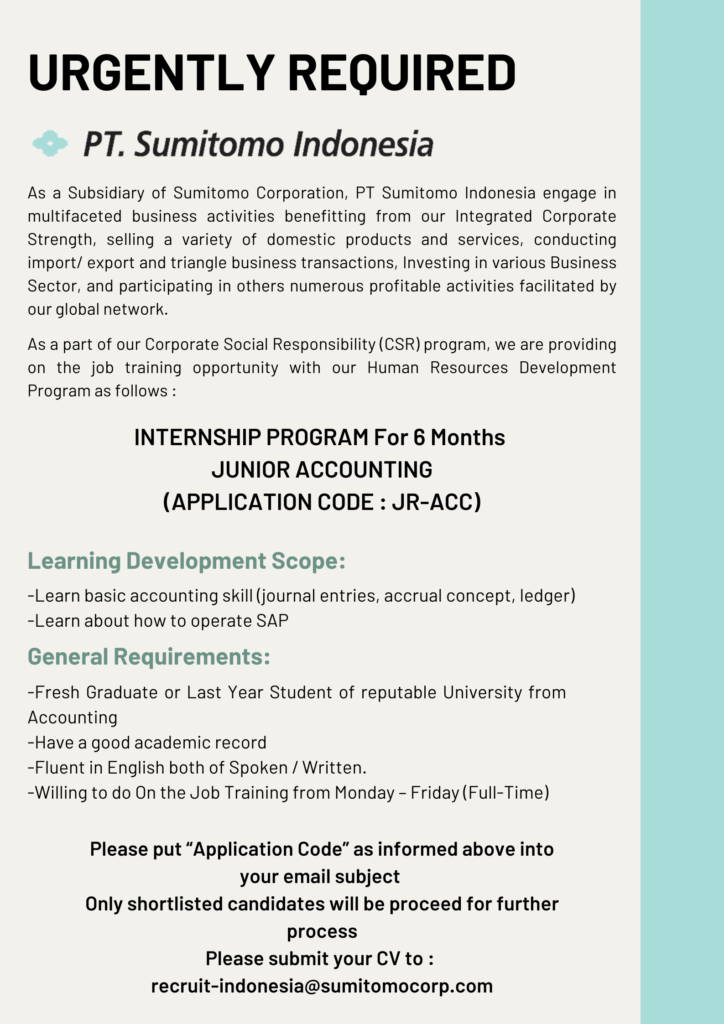 URGENTLY REQUIRED
PT. Sumitomo Indonesia
As a Subsidiary of Sumitomo Corporation, PT Sumitomo Indonesia engage in
multifaceted business activities benefitting from our Integrated Corporate
Strength, selling a variety of domestic products and services, conducting
import/ export and triangle business transactions, Investing in various Business
Sector, and participating in others numerous profitable activities facilitated by
our global network.
As a part of our Corporate Social Responsibility (CSR) program, we are providing
on the job training opportunity with our Human Resources Development
Program as follows :
INTERNSHIP PROGRAM For 6 Months
JUNIOR ACCOUNTING
(APPLICATION CODE : JR-ACC)
Learning Development Scope:
-Learn basic accounting skill (journal entries, accrual concept, ledger)
-Learn about how to operate SAP
General Requirements:
-Fresh Graduate or Last Year Student of reputable University from
Accounting
-Have a good academic record
-Fluent in English both of Spoken / Written.
-Willing to do On the Job Training from Monday – Friday (Full-Time)
Please put “Application Code” as informed above into
your email subject
Only shortlisted candidates will be proceed for further
process
Please submit your CV to :
recruit-indonesia@sumitomocorp.com